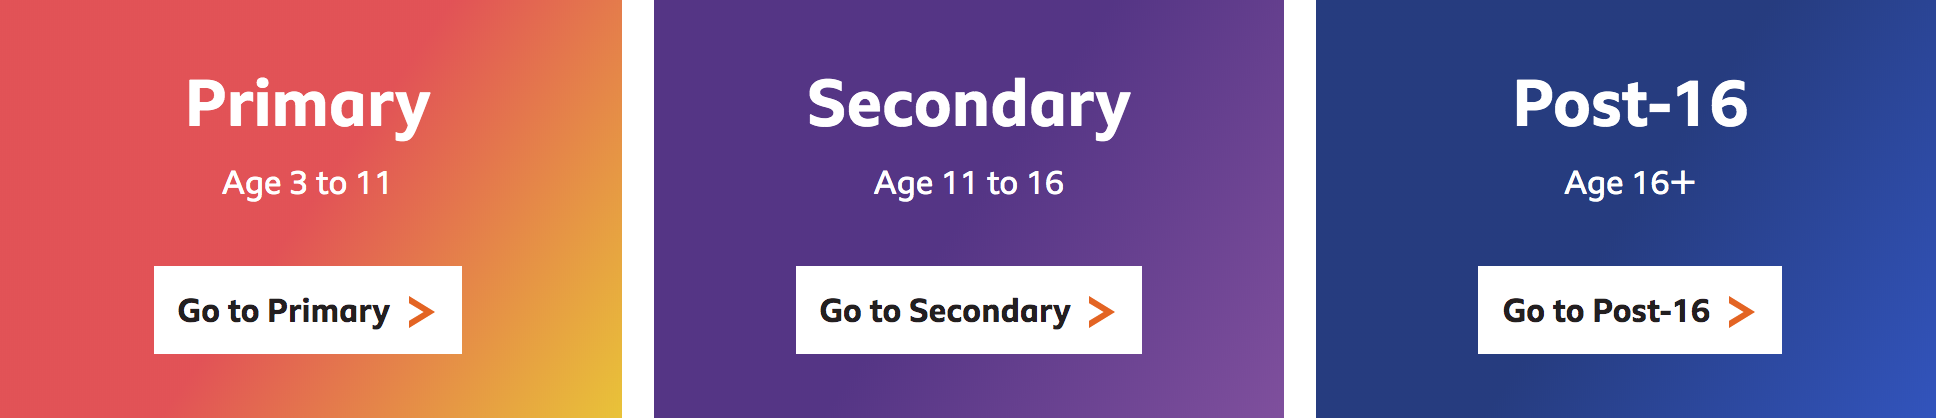 Primary
Age 3 to 11
Go to Primary
Secondary
Age 11 to 16
Go to Secondary
Post-16
Age 16+
Go to Post-16